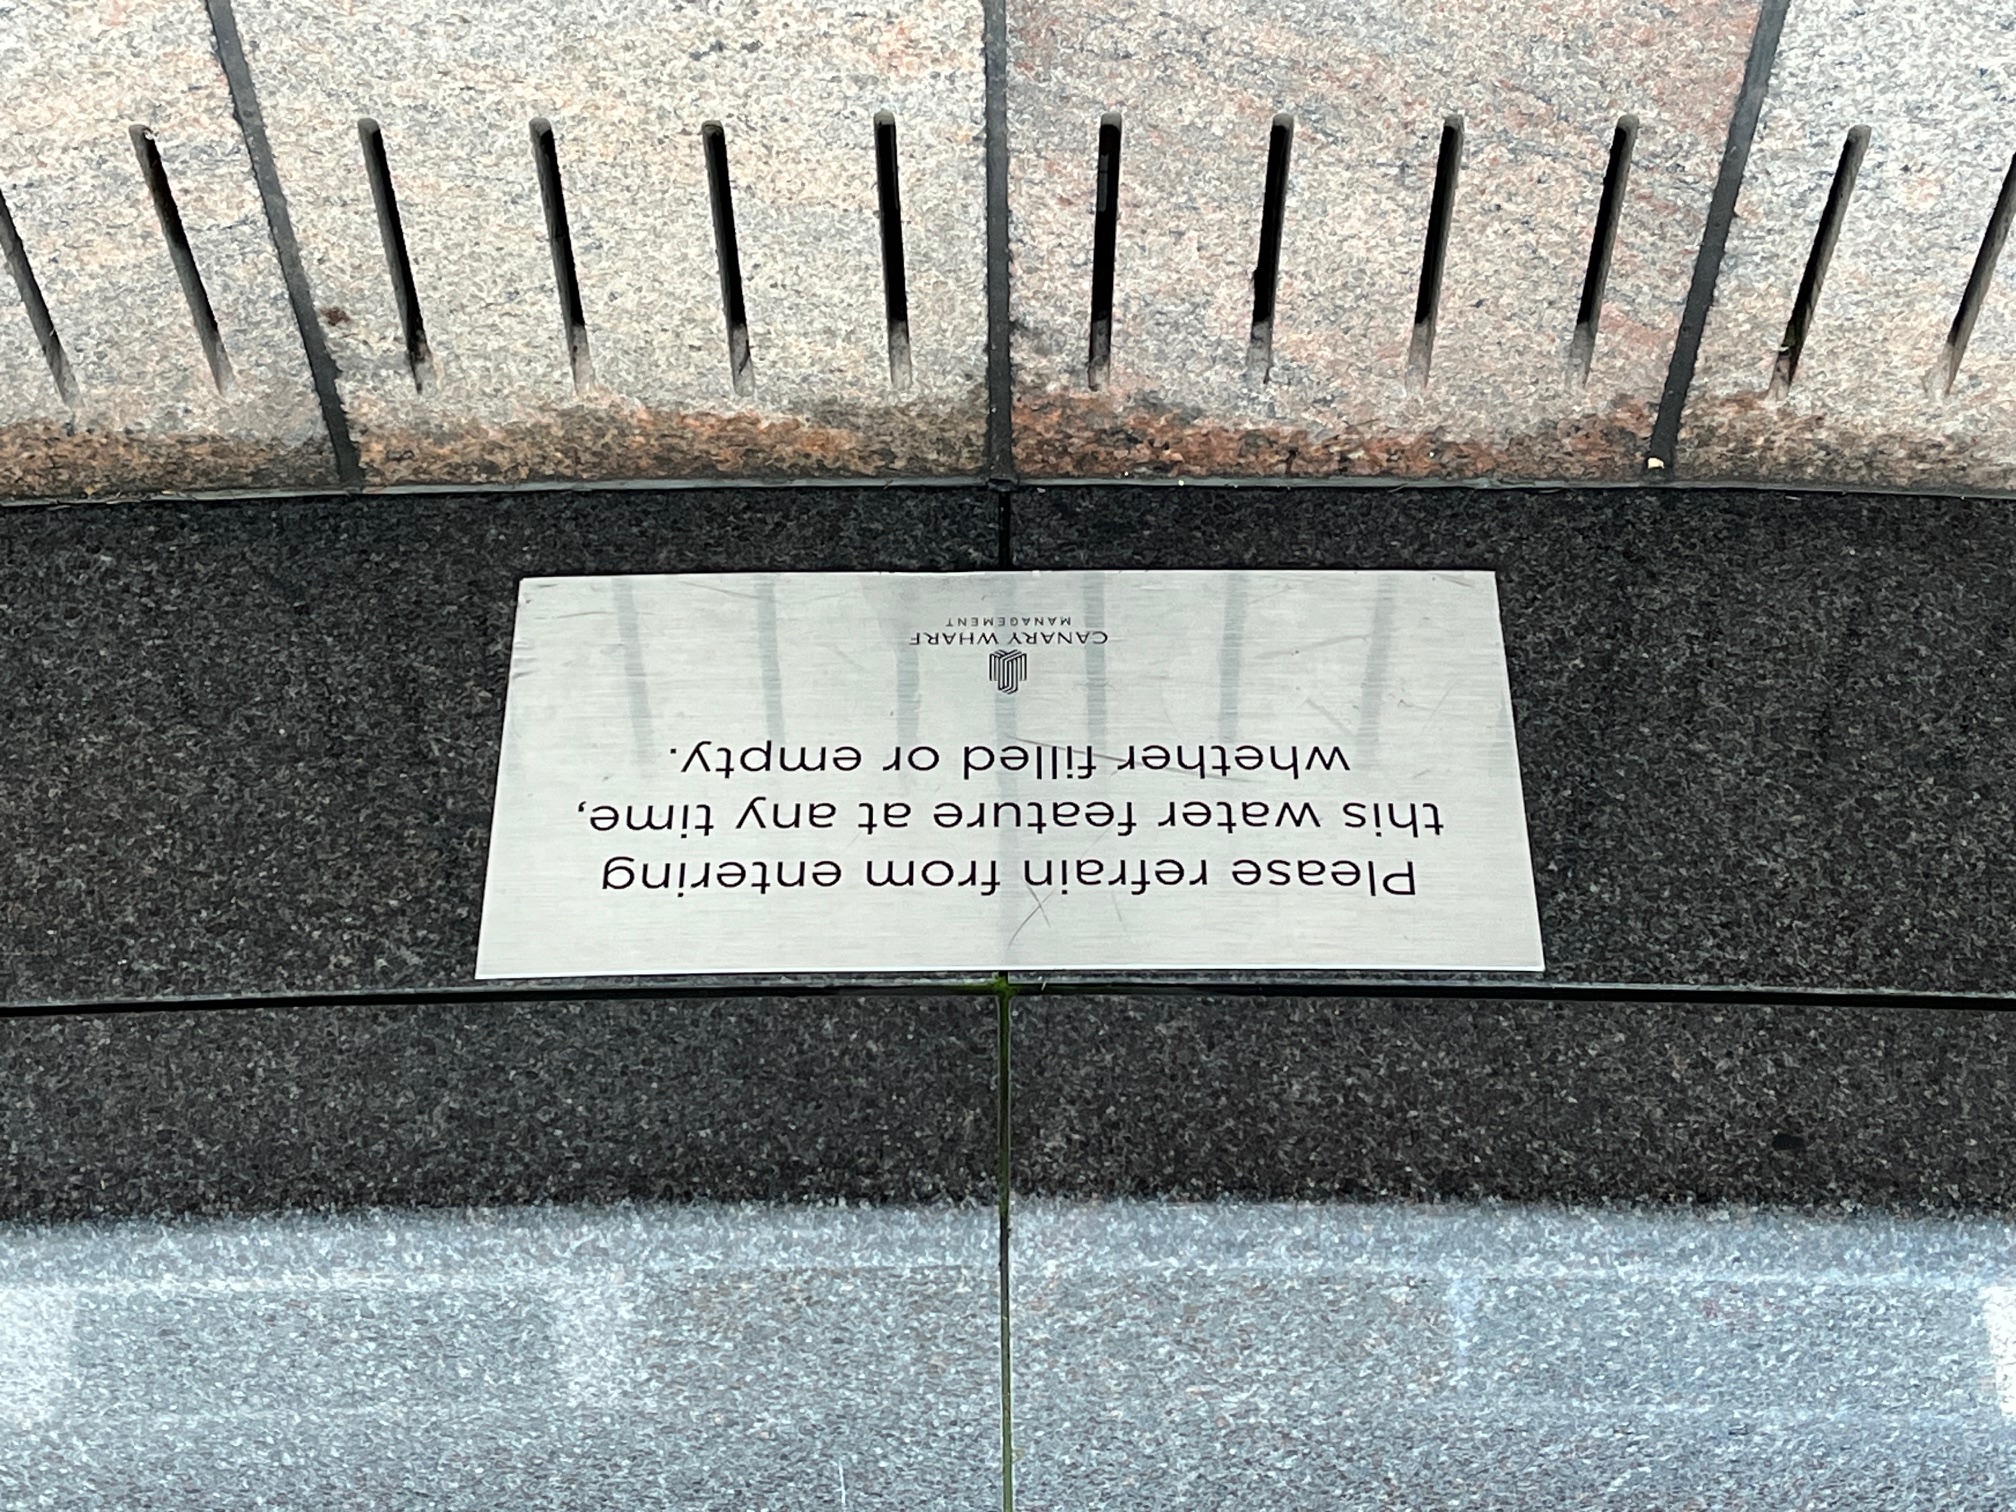 Please refrain from entering
this water feature at any time,
whether filled or empty.
CANARY WHARF
MANAGEMENT